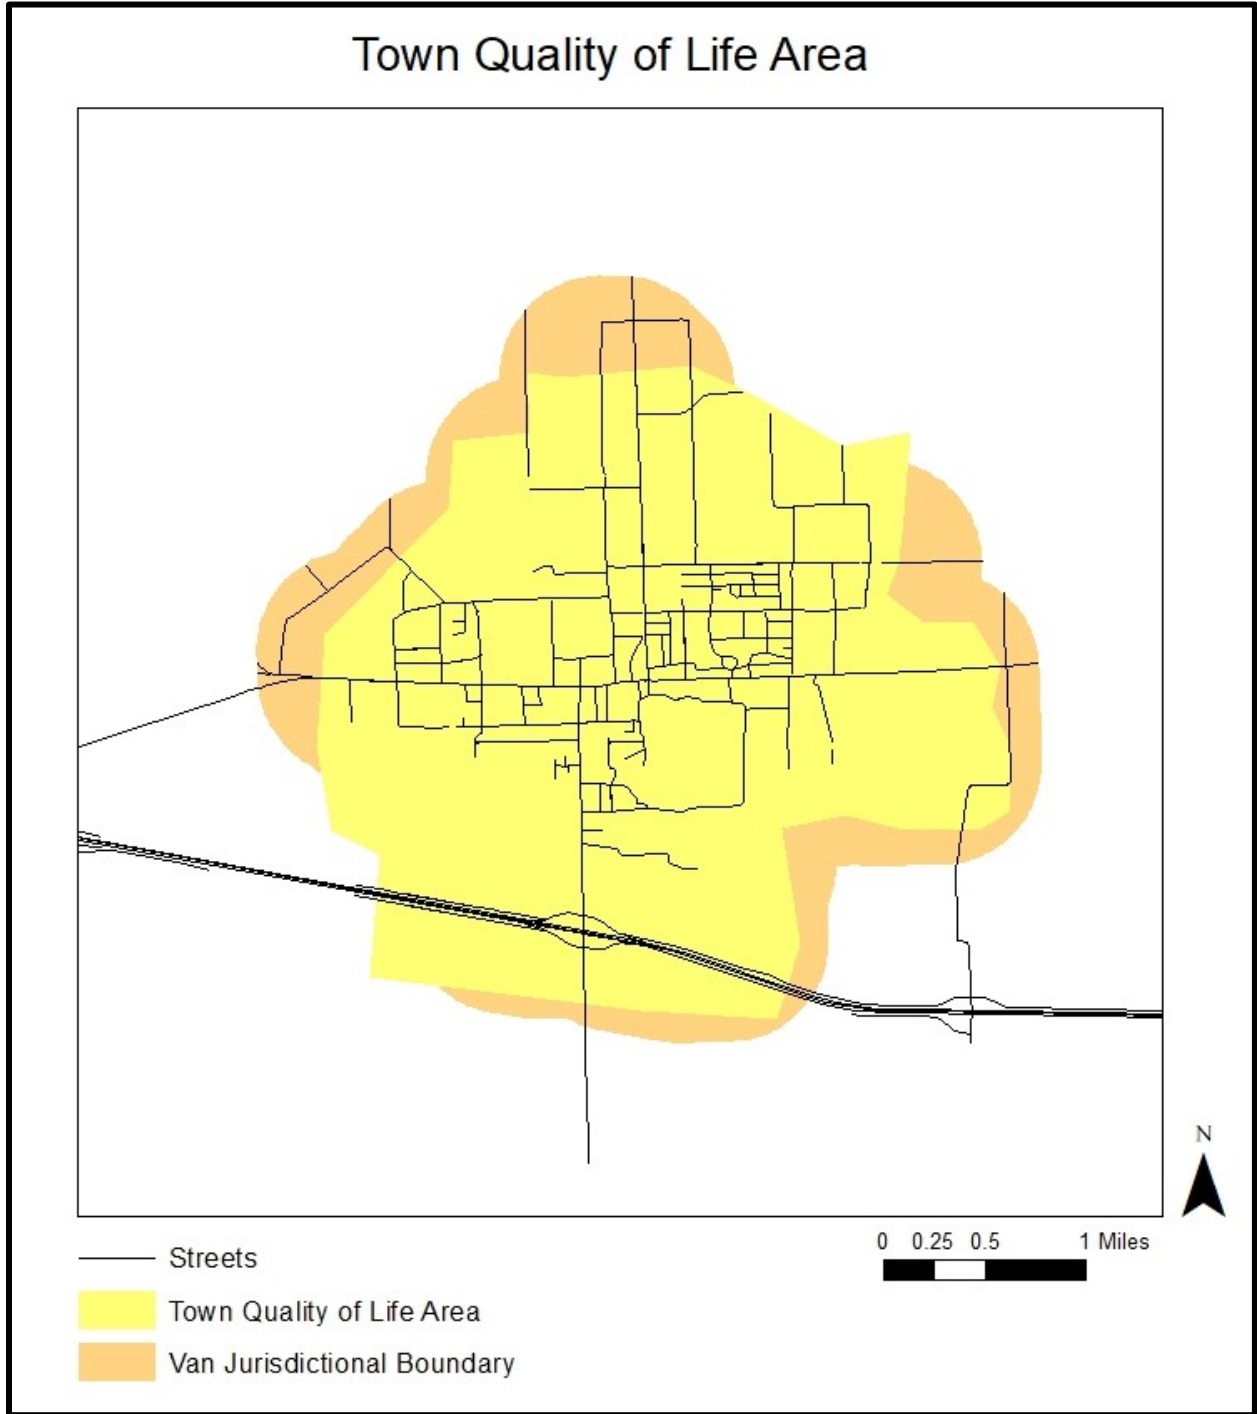 Town Quality of Life Area
N
0 0.25 0.5 1 Miles
Streets
Town Quality of Life Area
Van Jurisdictional Boundary